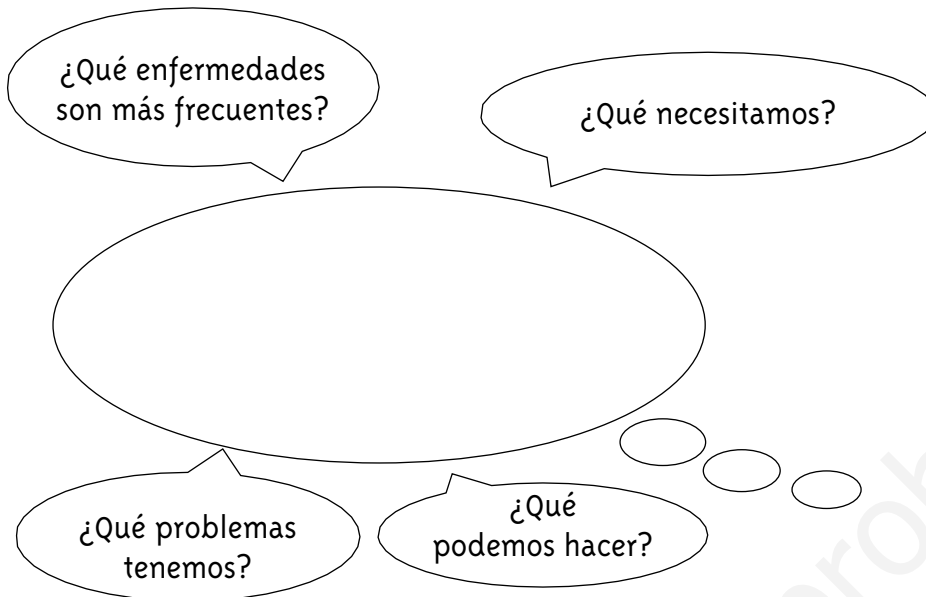 ¿Qué enfermedades
son más frecuentes?
¿Qué necesitamos?
¿Qué problemas
tenemos?
¿Qué
podemos hacer?